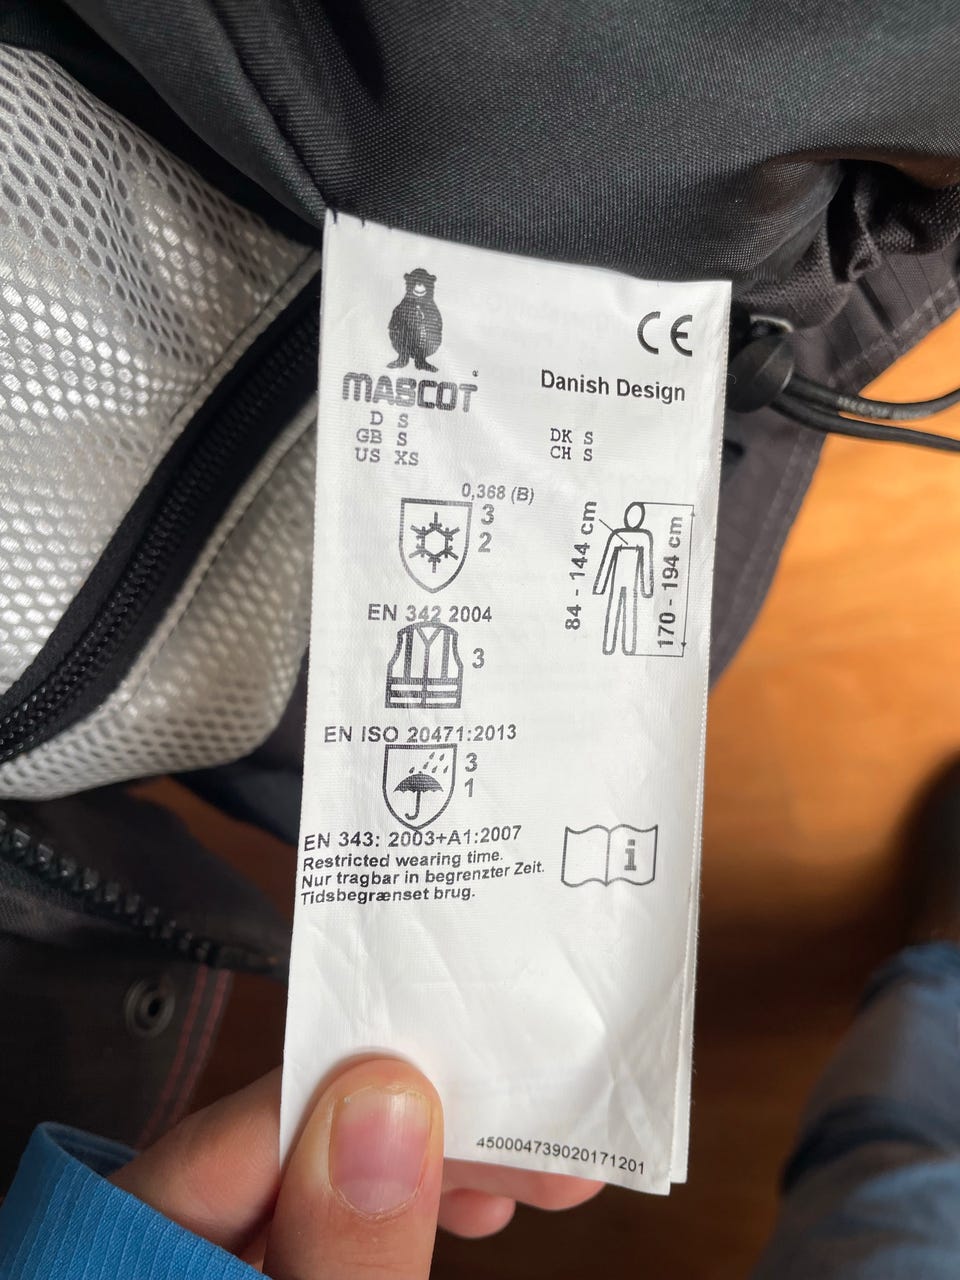 CE
MASCOT
Danish Design
D S
GB S
US XS
DK S
CH S
0,368 (B)
3
2
84 - 144 cm
170 - 194 cm
EN 342 2004
3
EN ISO 20471:2013
3
1
EN 343: 2003+A1:2007
Restricted wearing time.
Nur tragbar in begrenzter Zeit.
Tidsbegrænset brug.
i
450004739020171201